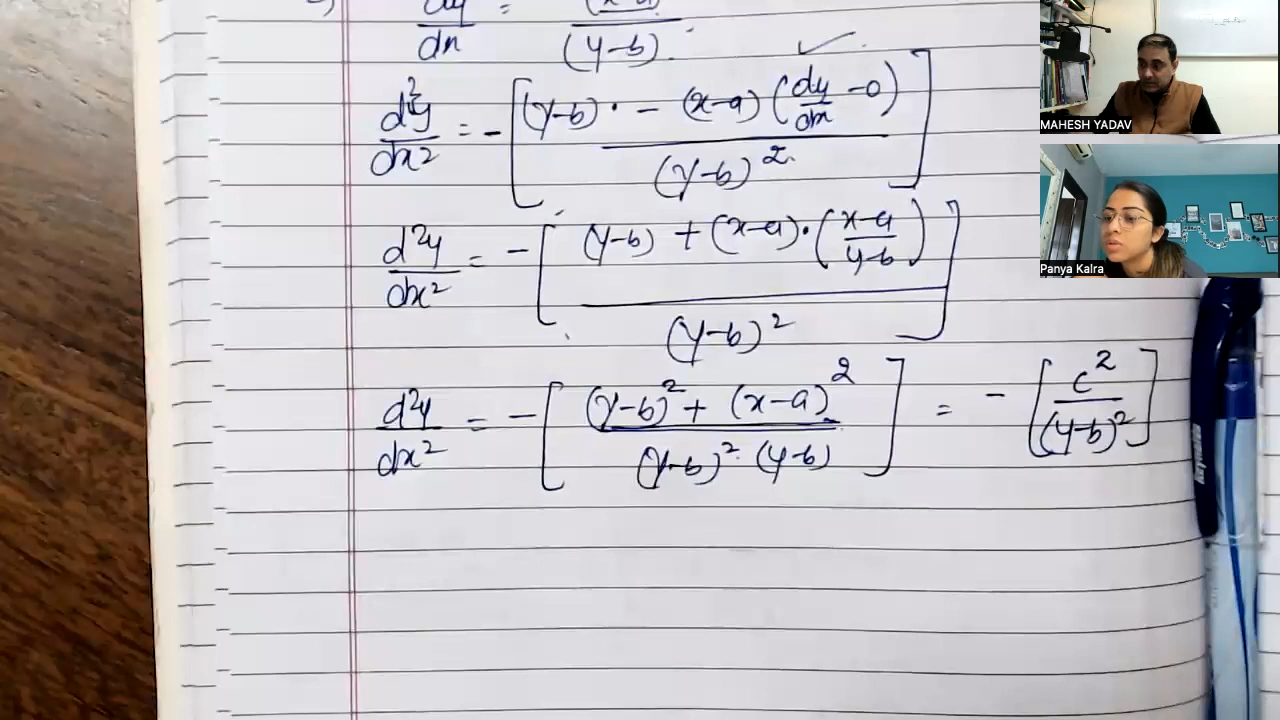 dy/dx = (x-a)/(y-b)
d²y/dx² = -[(y-b)· - (x-a)(dy/dx -0)/(y-b)²]
d²y/dx² = -[(y-b) + (x-a)·(x-a/y-b)/(y-b)²]
d²y/dx² = -[(y-b)² + (x-a)²/(y-b)²·(y-b)] = -[c²/(y-b)²]
MAHESH YADAV
Panya Kalra